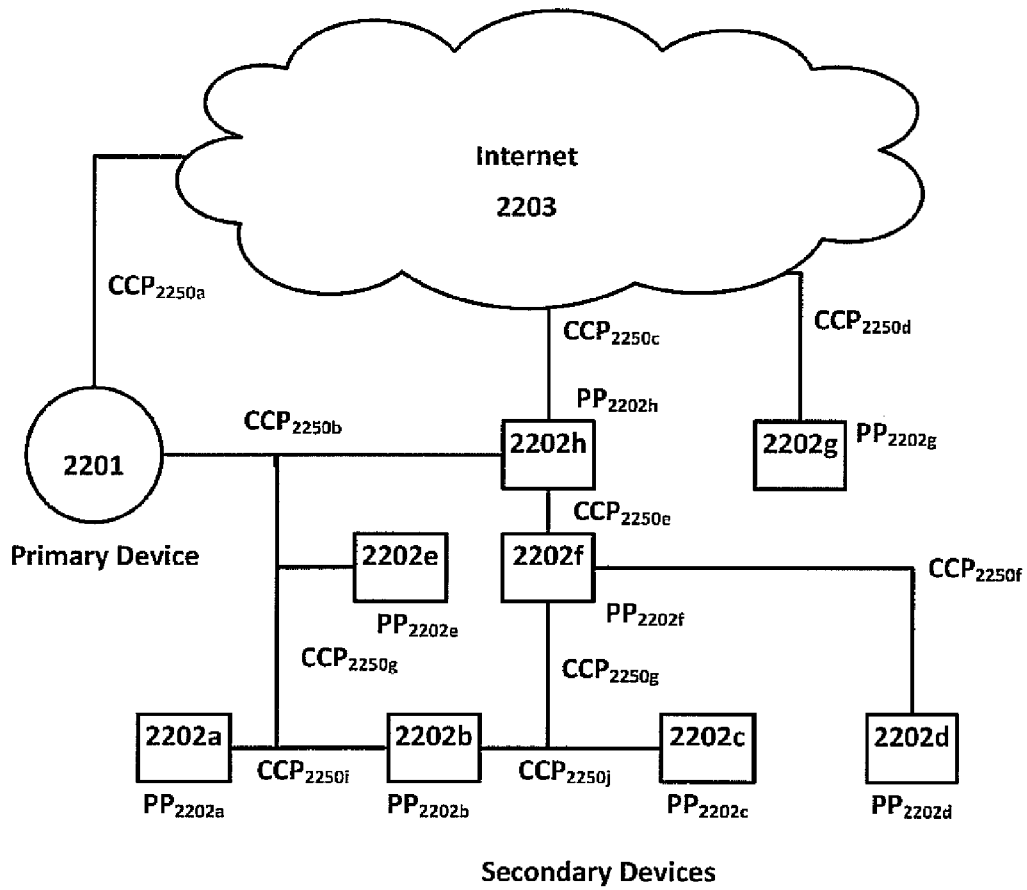 Internet
2203
CCP2250a
CCP2250c
CCP2250d
PP2202h
CCP2250b
2202h
2202g
PP2202g
2201
CCP2250e
Primary Device
2202e
2202f
CCP2250f
PP2202e
PP2202f
CCP2250g
CCP2250g
2202a
2202b
2202c
2202d
CCP2250i
CCP2250j
PP2202a
PP2202b
PP2202c
PP2202d
Secondary Devices